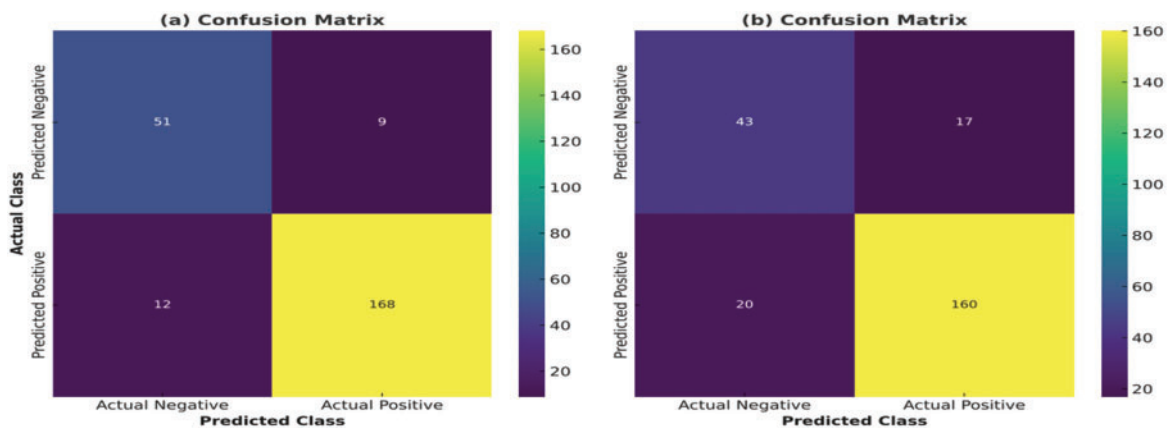 (a) Confusion Matrix
Actual Class
Predicted Negative
Predicted Positive
51
9
12
168
Actual Negative
Actual Positive
Predicted Class
160
140
120
100
80
60
40
20
(b) Confusion Matrix
Predicted Negative
Predicted Positive
43
17
20
160
Actual Negative
Actual Positive
Predicted Class
160
140
120
100
80
60
40
20